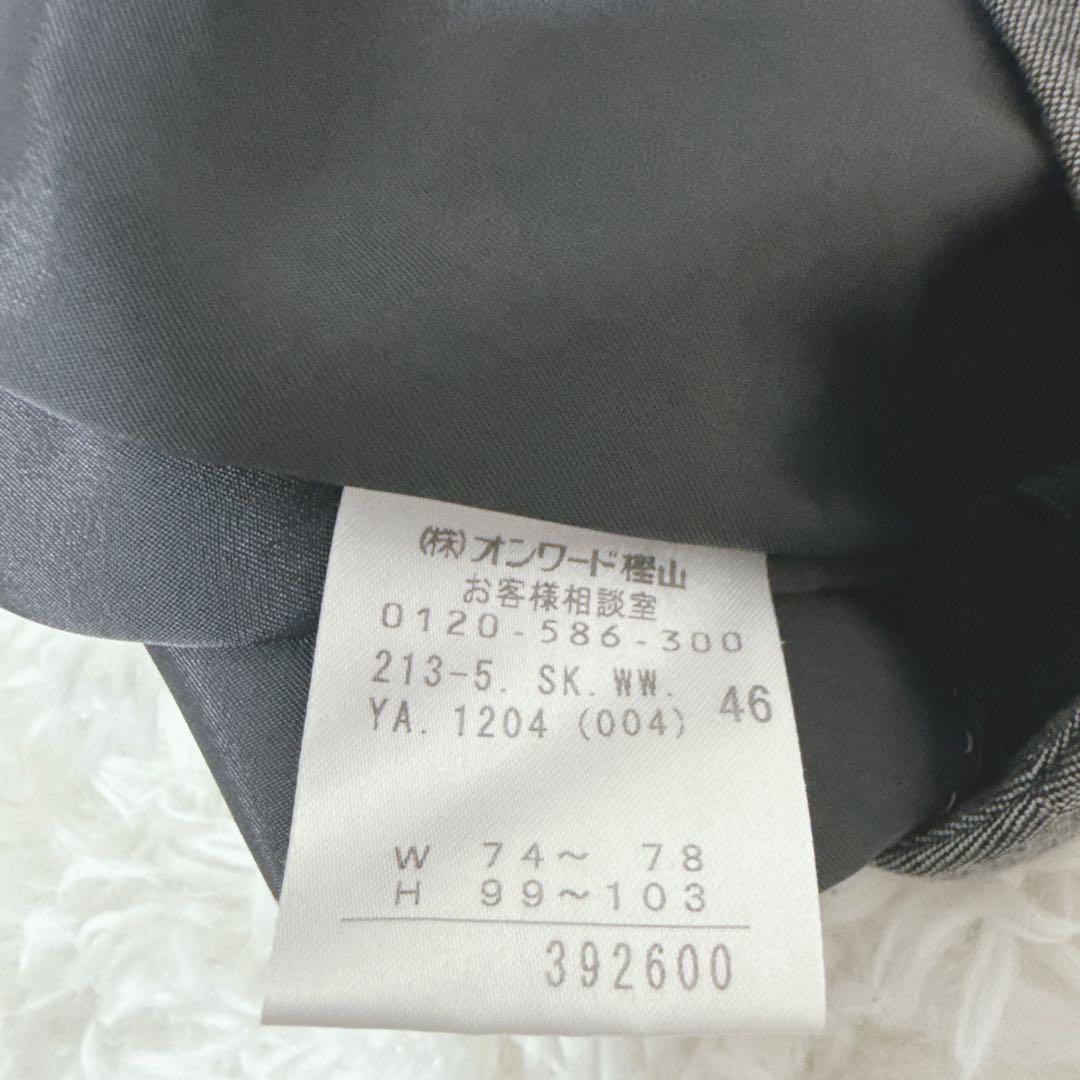 (株)オンワード樫山
お客様相談室
0120-586-300
213-5. SK. WW. 46
YA. 1204 (004)
W 74～ 78
H 99～103
392600